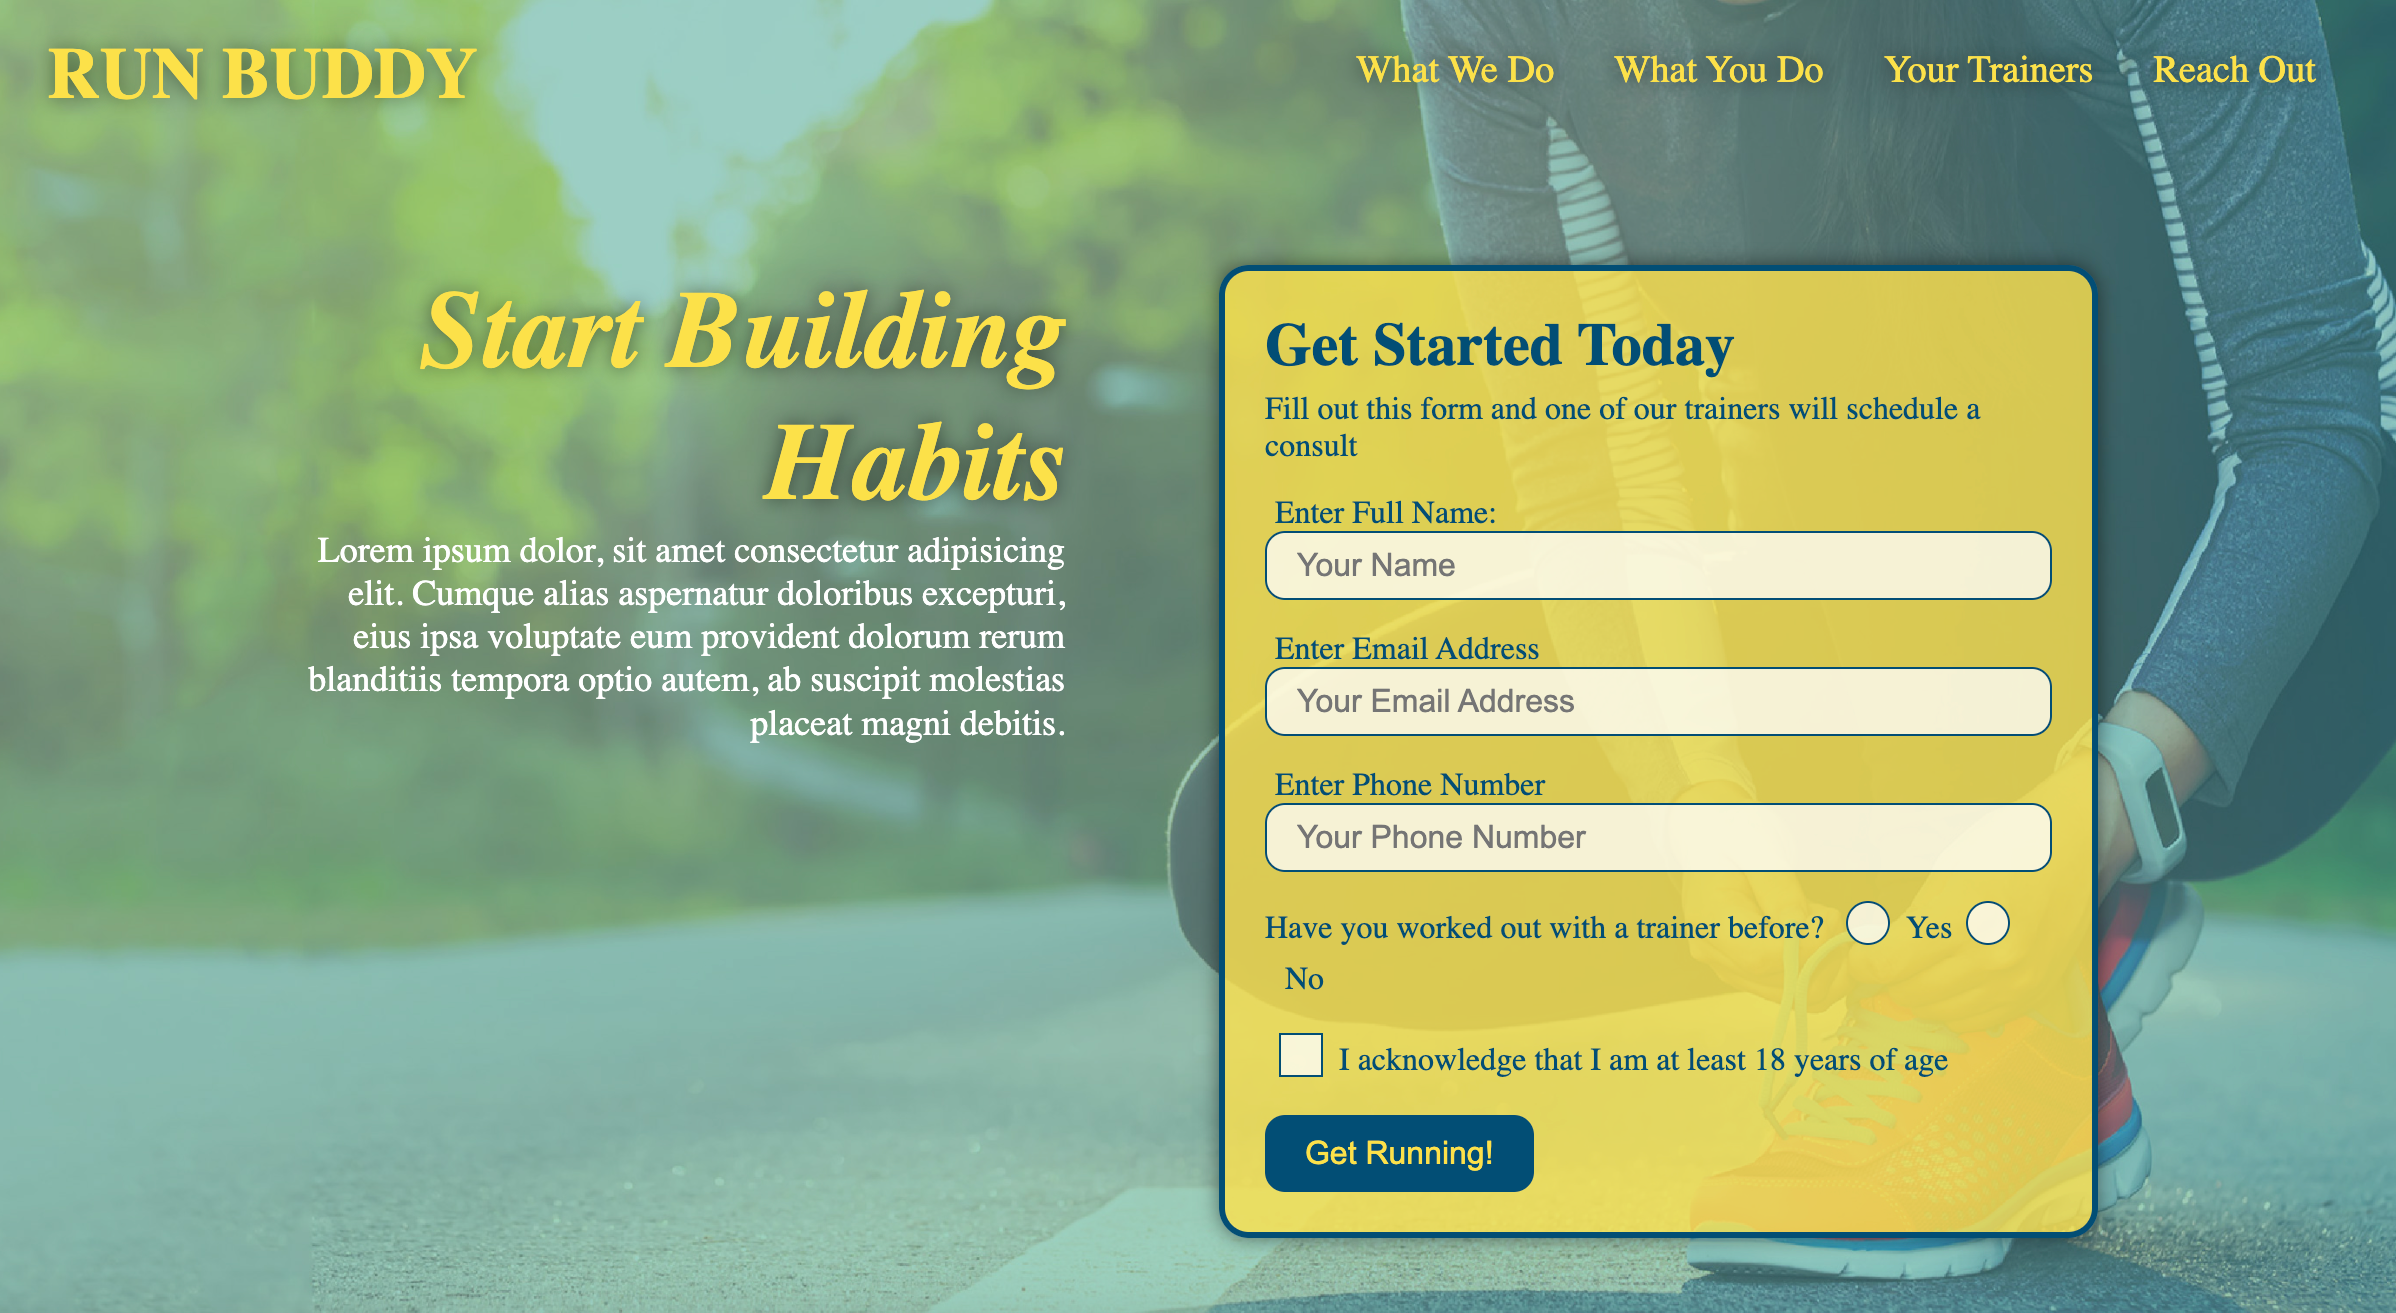 RUN BUDDY
What We Do
What You Do
Your Trainers
Reach Out
Start Building
Habits
Lorem ipsum dolor, sit amet consectetur adipisicing
elit. Cumque alias aspernatur doloribus excepturi,
eius ipsa voluptate eum provident dolorum rerum
blanditiis tempora optio autem, ab suscipit molestias
placeat magni debitis.
Get Started Today
Fill out this form and one of our trainers will schedule a
consult
Enter Full Name:
Your Name
Enter Email Address
Your Email Address
Enter Phone Number
Your Phone Number
Have you worked out with a trainer before? Yes
No
I acknowledge that I am at least 18 years of age
Get Running!